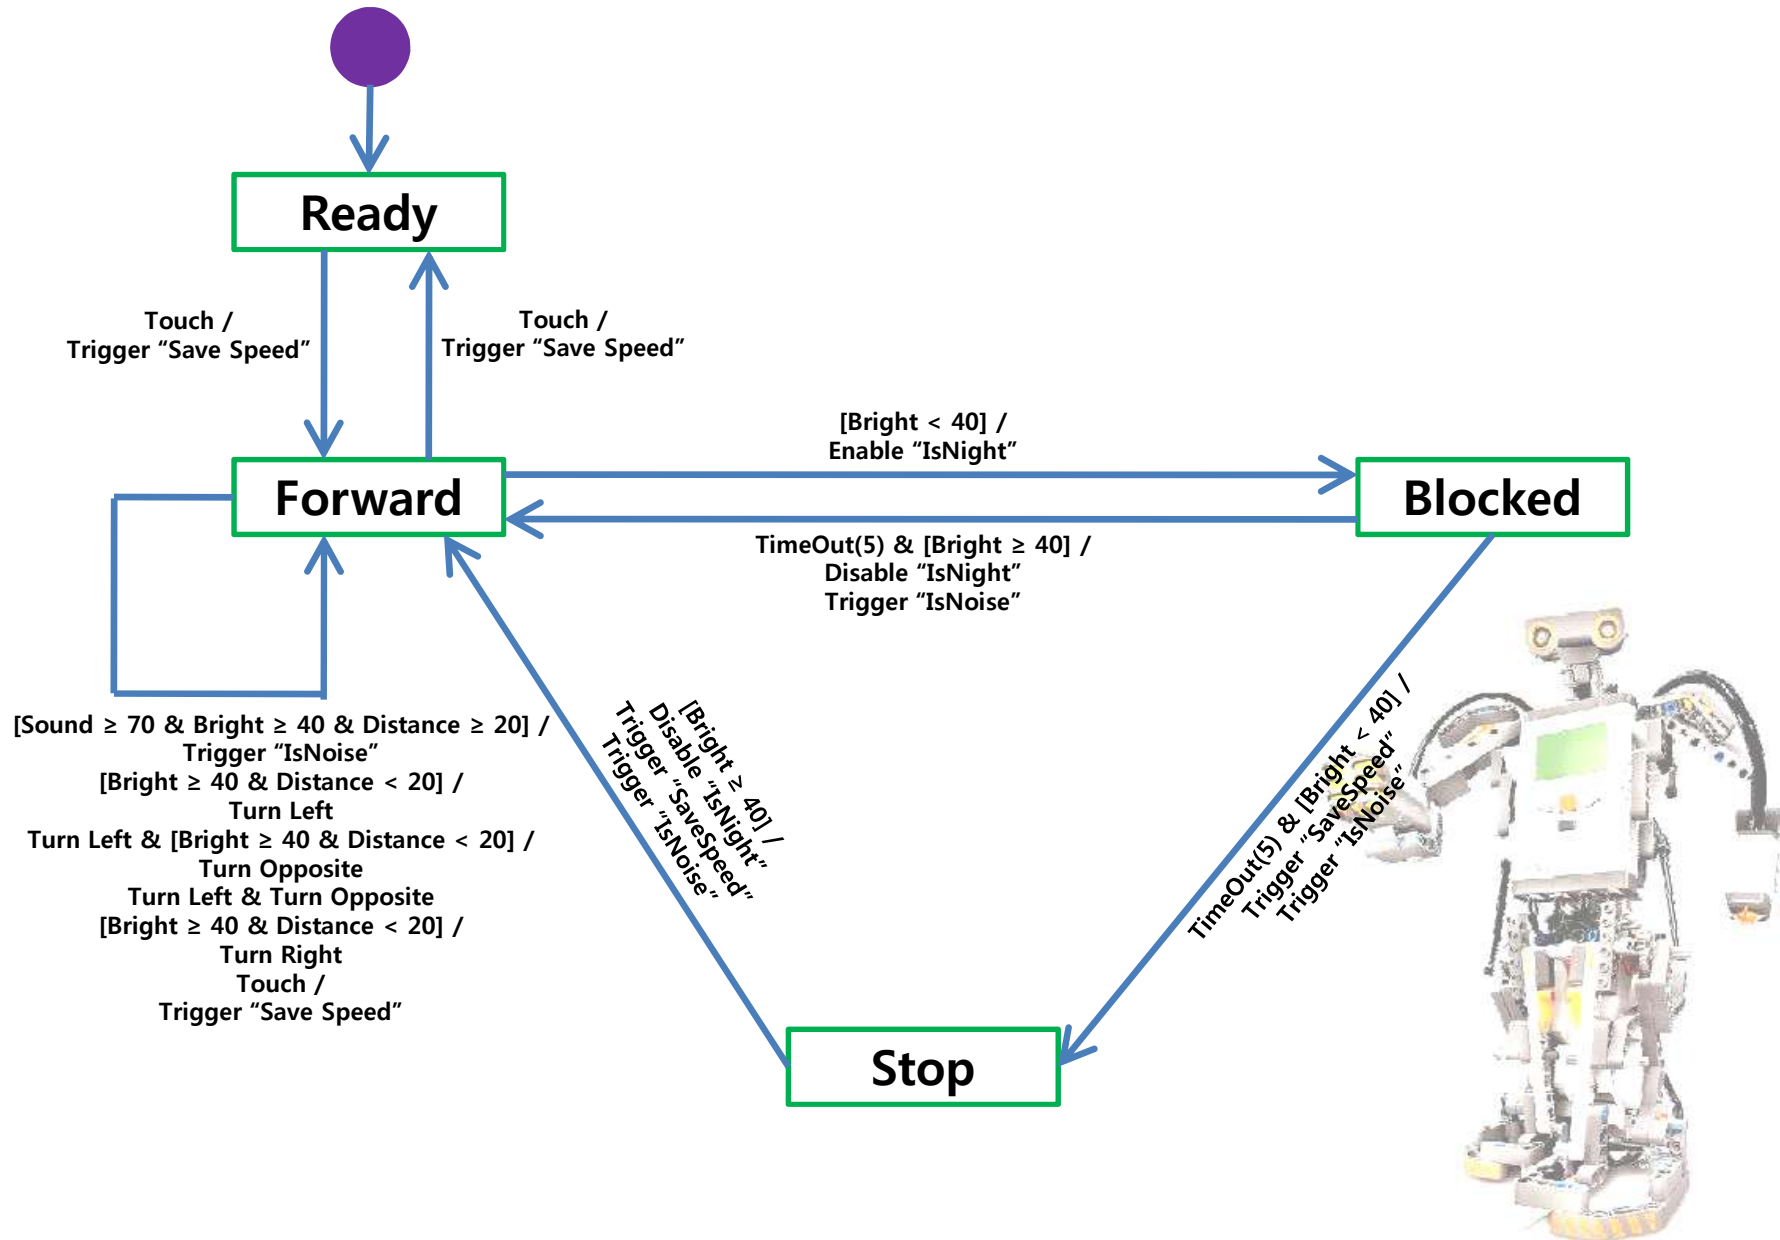 Ready
Touch /
Trigger “Save Speed”
Touch /
Trigger “Save Speed”
[Bright < 40] /
Enable “IsNight”
Forward
Blocked
TimeOut(5) & [Bright ≥ 40] /
Disable “IsNight”
Trigger “IsNoise”
[Sound ≥ 70 & Bright ≥ 40 & Distance ≥ 20] /
Trigger “IsNoise”
[Bright ≥ 40 & Distance < 20] /
Turn Left
Turn Left & [Bright ≥ 40 & Distance < 20] /
Turn Opposite
Turn Left & Turn Opposite
[Bright ≥ 40 & Distance < 20] /
Turn Right
Touch /
Trigger “Save Speed”
[Bright ≥ 40] /
Disable “IsNight”
Trigger “SaveSpeed”
Trigger “IsNoise”
TimeOut(5) & [Bright < 40] /
Trigger “SaveSpeed”
Trigger “IsNoise”
Stop